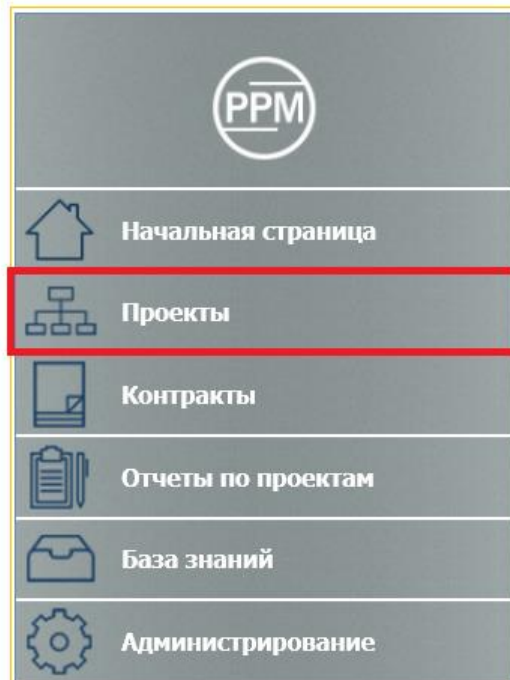 PPM
Начальная страница
Проекты
Контракты
Отчеты по проектам
База знаний
Администрирование